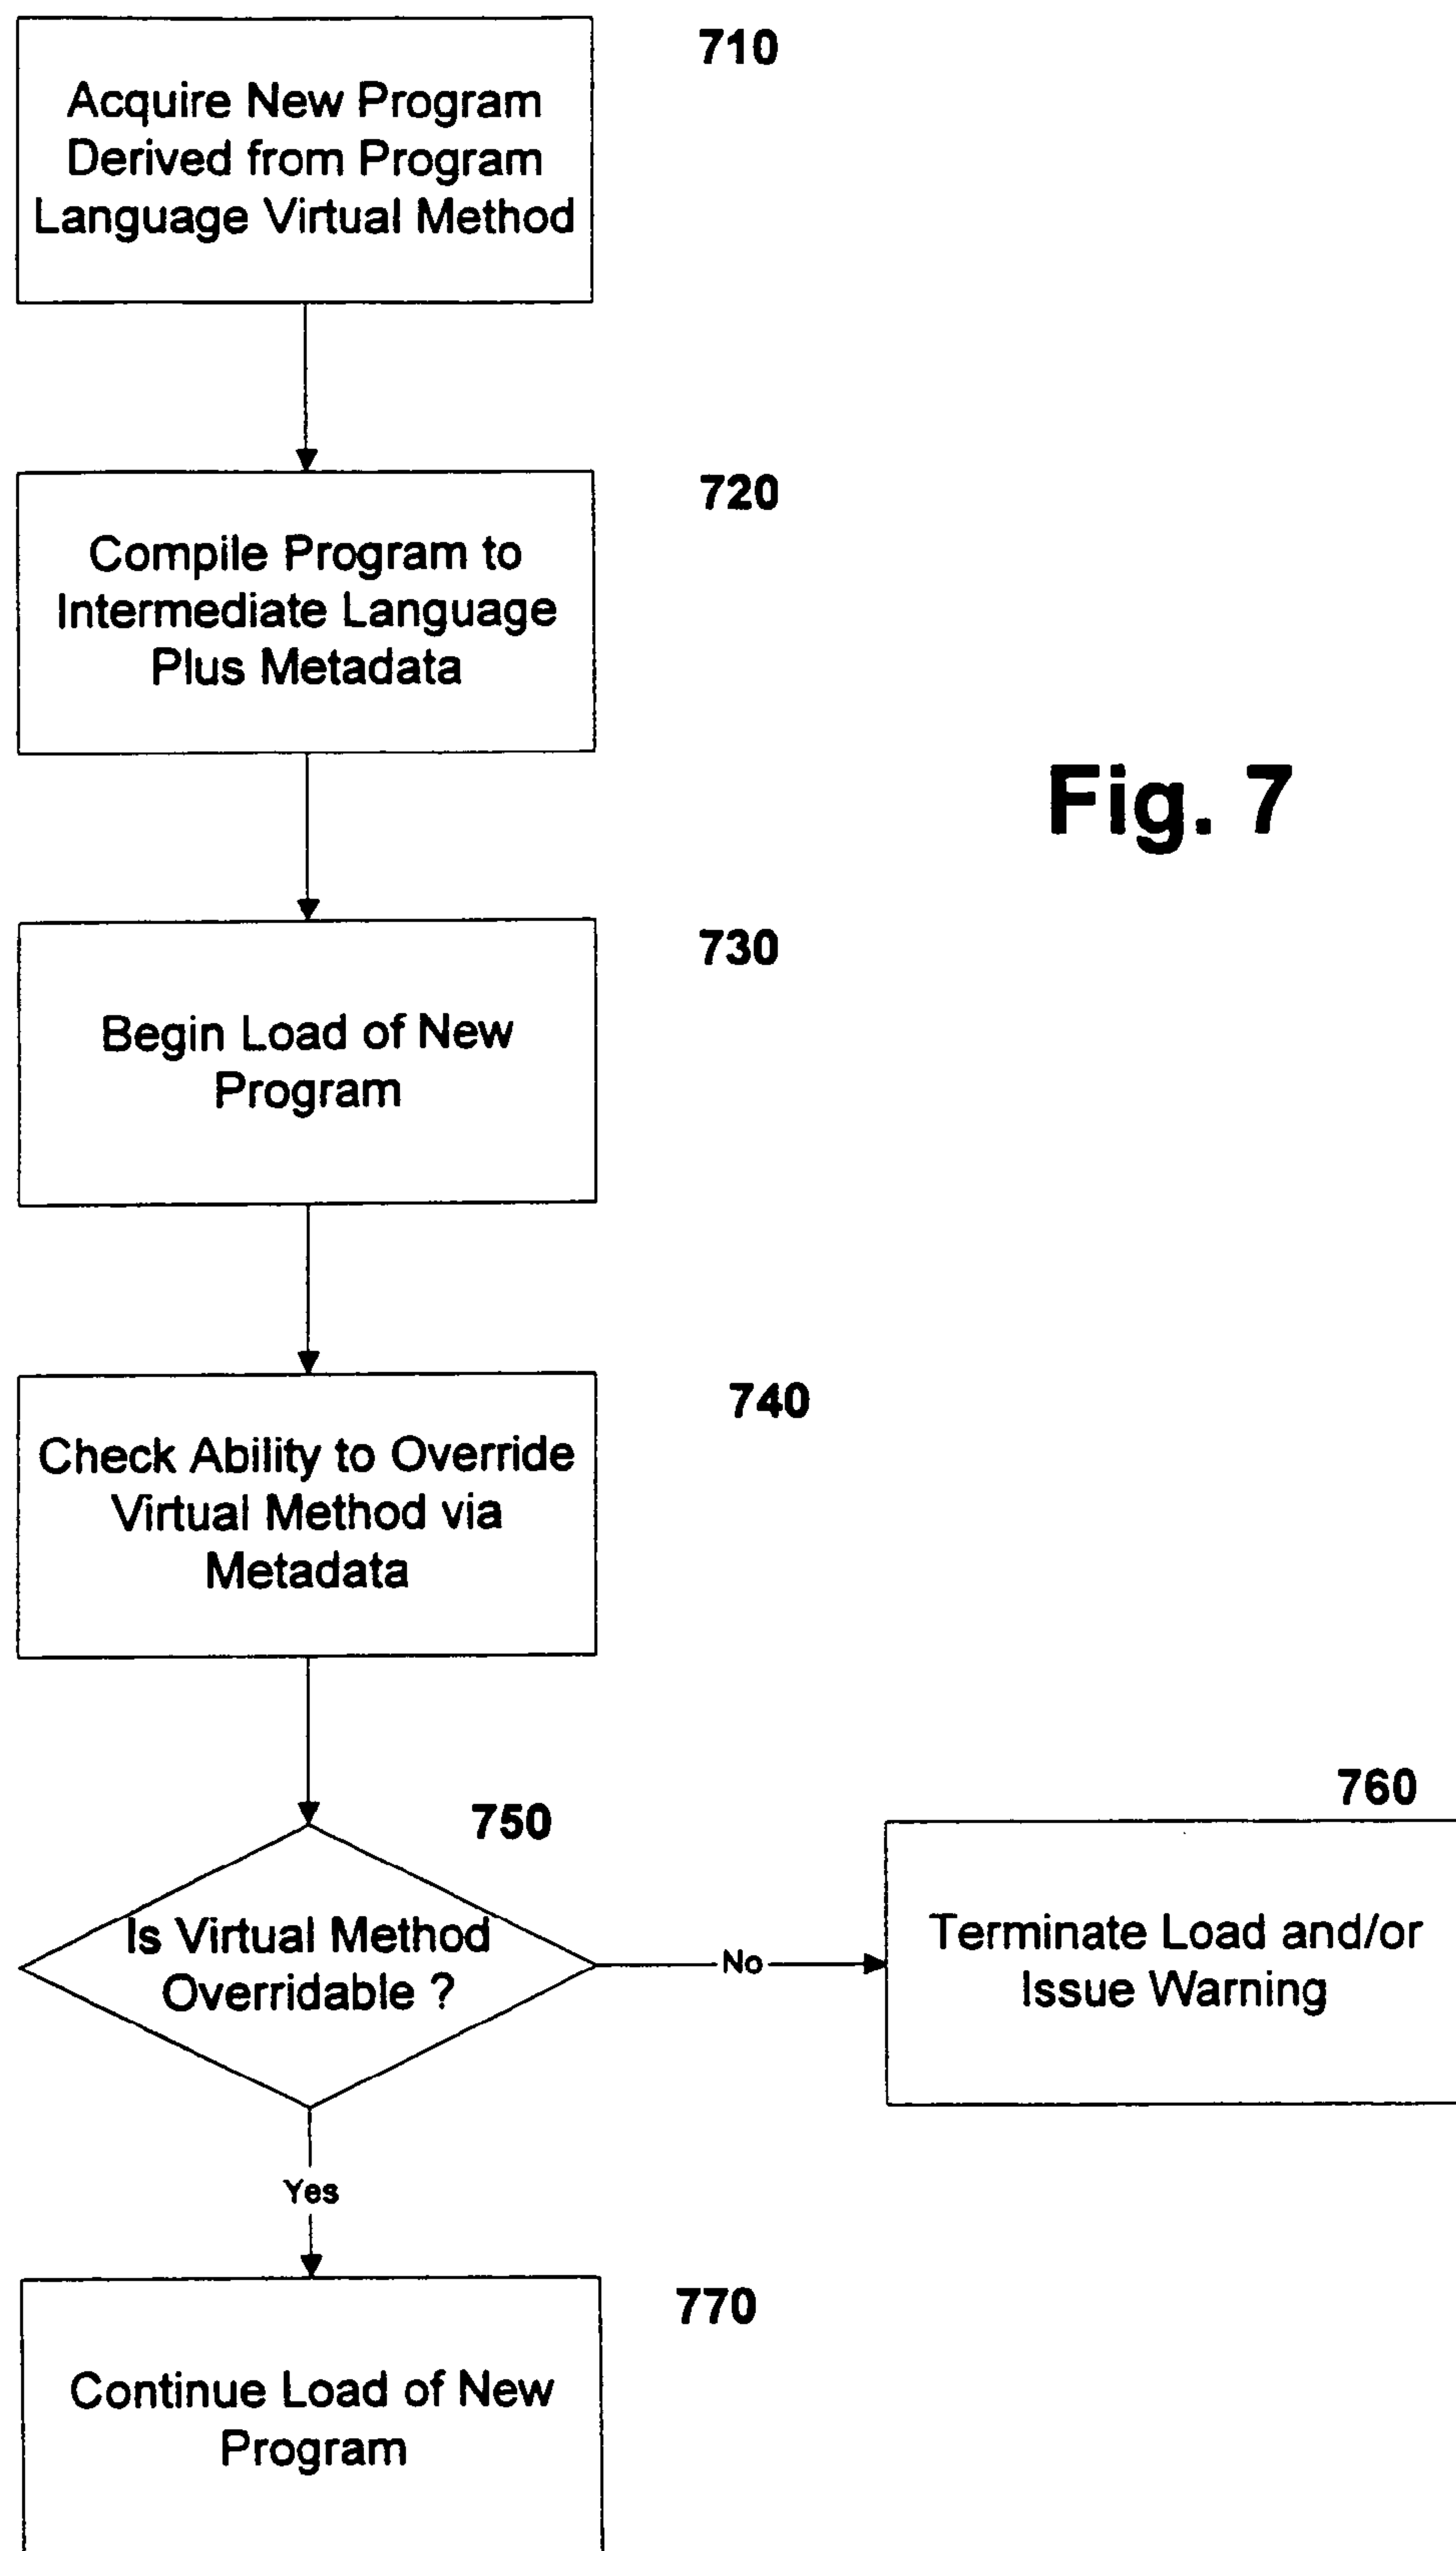 710
Acquire New Program
Derived from Program
Language Virtual Method
720
Compile Program to
Intermediate Language
Plus Metadata
Fig. 7
730
Begin Load of New
Program
740
Check Ability to Override
Virtual Method via
Metadata
750
Is Virtual Method
Overridable ?
No
760
Terminate Load and/or
Issue Warning
Yes
770
Continue Load of New
Program